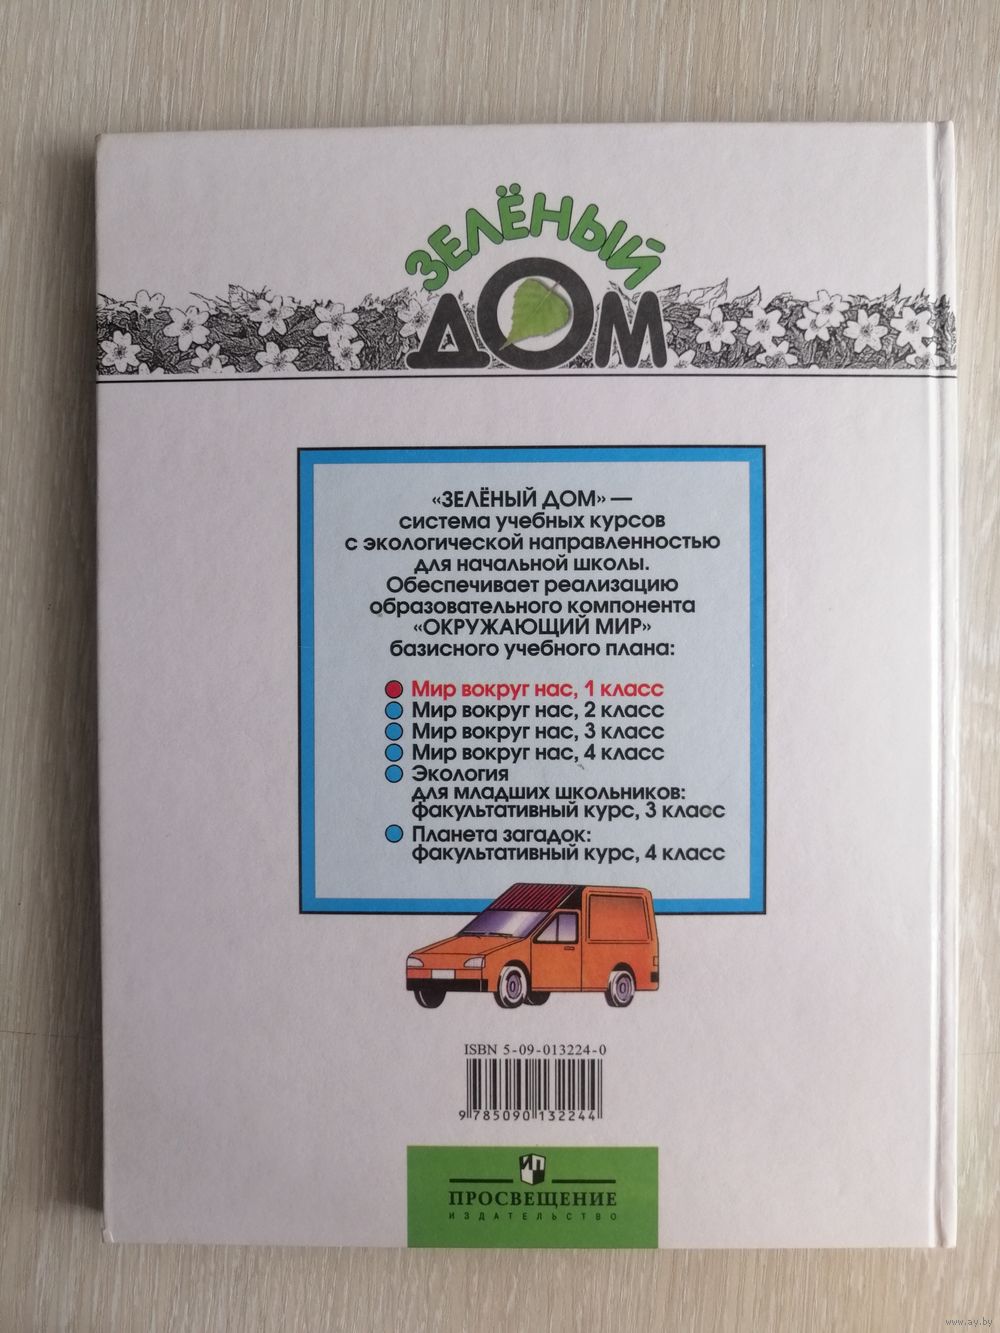 ЗЕЛЁНЫЙ
ДОМ
«ЗЕЛЁНЫЙ ДОМ» —
система учебных курсов
с экологической направленностью
для начальной школы.
Обеспечивает реализацию
образовательного компонента
«ОКРУЖАЮЩИЙ МИР»
базисного учебного плана:
Мир вокруг нас, 1 класс
Мир вокруг нас, 2 класс
Мир вокруг нас, 3 класс
Мир вокруг нас, 4 класс
Экология
для младших школьников:
факультативный курс, 3 класс
Планета загадок:
факультативный курс, 4 класс
ISBN 5-09-013224-0
9 785090 132244
ИП
ПРОСВЕЩЕНИЕ
ИЗДАТЕЛЬСТВО
www.ay.by